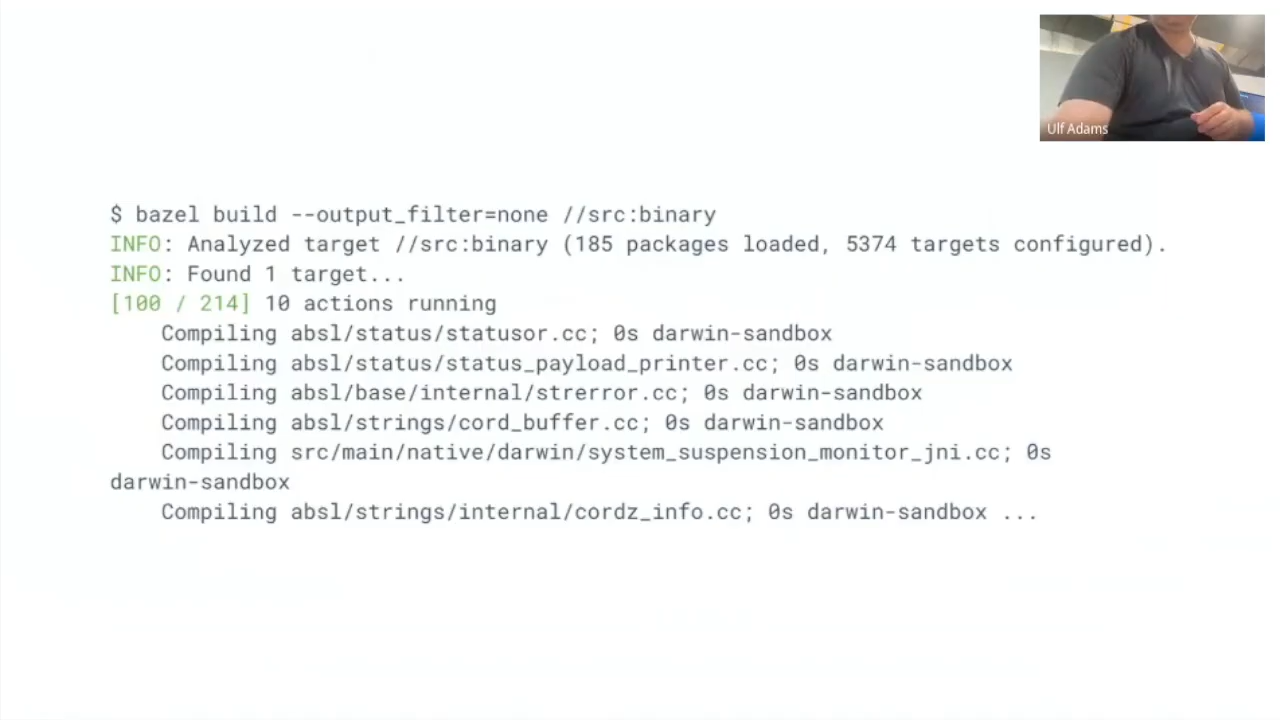 Ulf Adams
$ bazel build --output_filter=none //src:binary
INFO: Analyzed target //src:binary (185 packages loaded, 5374 targets configured).
INFO: Found 1 target...
[100 / 214] 10 actions running
    Compiling absl/status/statusor.cc; 0s darwin-sandbox
    Compiling absl/status/status_payload_printer.cc; 0s darwin-sandbox
    Compiling absl/base/internal/strerror.cc; 0s darwin-sandbox
    Compiling absl/strings/cord_buffer.cc; 0s darwin-sandbox
    Compiling src/main/native/darwin/system_suspension_monitor_jni.cc; 0s
darwin-sandbox
    Compiling absl/strings/internal/cordz_info.cc; 0s darwin-sandbox ...